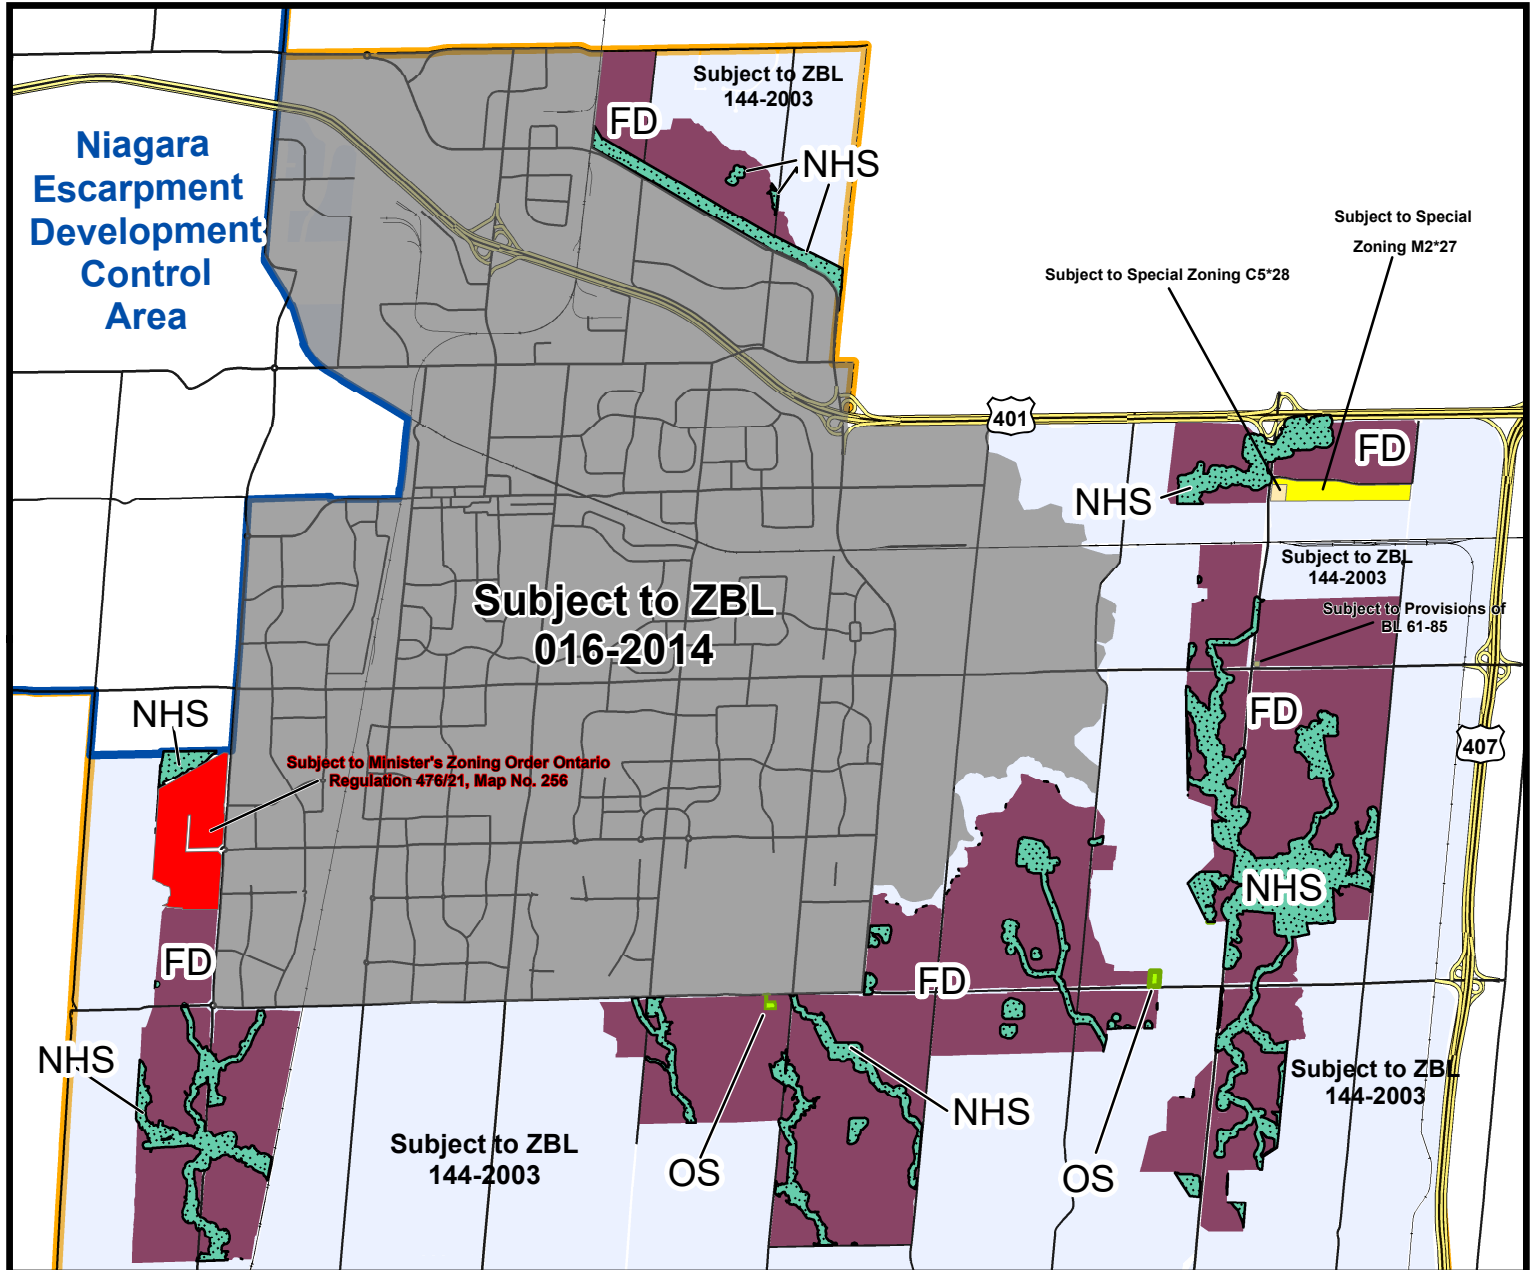 Subject to ZBL
144-2003
FD
NHS
Niagara
Escarpment
Development
Control
Area
Subject to Special
Zoning M2*27
Subject to Special Zoning C5*28
401
FD
NHS
Subject to ZBL
144-2003
Subject to Provisions of
BL 61-85
Subject to ZBL
016-2014
NHS
FD
407
Subject to Minister's Zoning Order Ontario
Regulation 476/21, Map No. 256
NHS
FD
FD
NHS
Subject to ZBL
144-2003
NHS
Subject to ZBL
144-2003
OS
OS